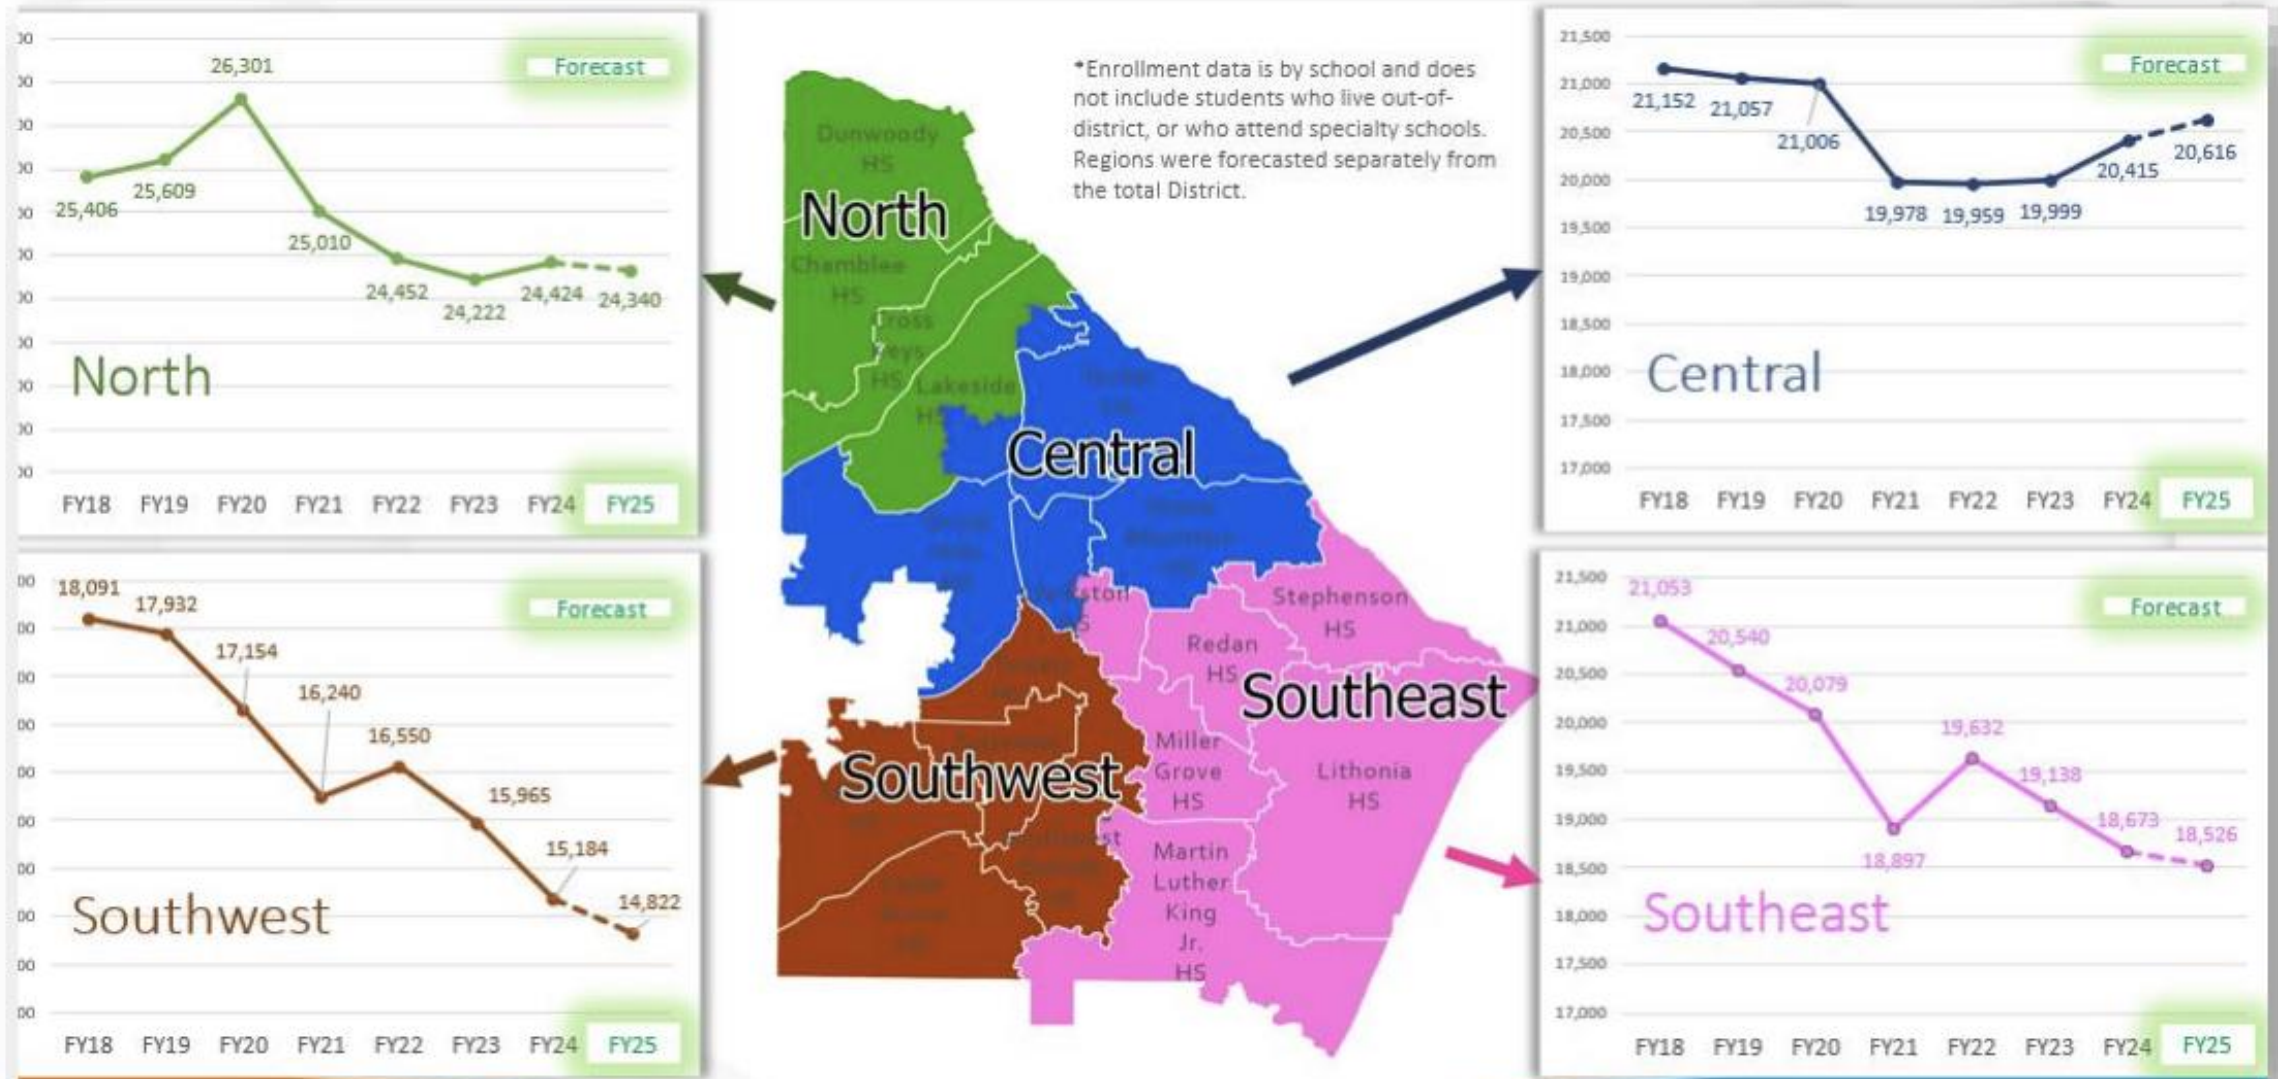 26,301
Forecast
25,406
25,609
25,010
24,452
24,222
24,424
24,340
North
FY18 FY19 FY20 FY21 FY22 FY23 FY24 FY25
*Enrollment data is by school and does
not include students who live out-of-
district, or who attend specialty schools.
Regions were forecasted separately from
the total District.
21,500
21,000
20,500
20,000
19,500
19,000
18,500
18,000
17,500
17,000
Forecast
21,152
21,057
21,006
19,978
19,959
19,999
20,415
20,616
Central
FY18 FY19 FY20 FY21 FY22 FY23 FY24 FY25
Dunwoody
HS
North
Chamblee
HS
Cross
Keys
HS
Lakeside
HS
Central
Stephenson
HS
Redan
HS
Southeast
Miller
Grove
HS
Lithonia
HS
Southwest
Martin
Luther
King
Jr.
HS
18,091
17,932
17,154
16,240
16,550
15,965
15,184
14,822
Forecast
Southwest
FY18 FY19 FY20 FY21 FY22 FY23 FY24 FY25
21,500
21,000
20,500
20,000
19,500
19,000
18,500
18,000
17,500
17,000
Forecast
21,053
20,540
20,079
18,897
19,632
19,138
18,673
18,526
Southeast
FY18 FY19 FY20 FY21 FY22 FY23 FY24 FY25